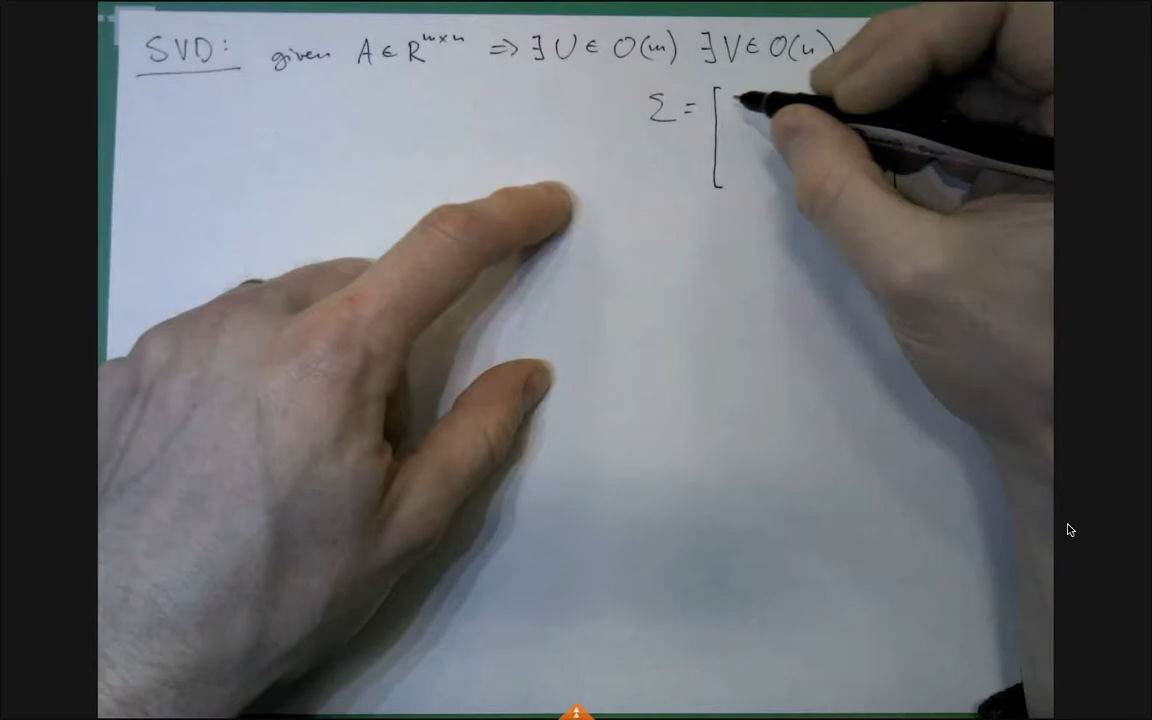 SVD: given A ∈ R^{m×n} ⇒ ∃ U ∈ O(m) ∃ V ∈ O(n)
Σ = [